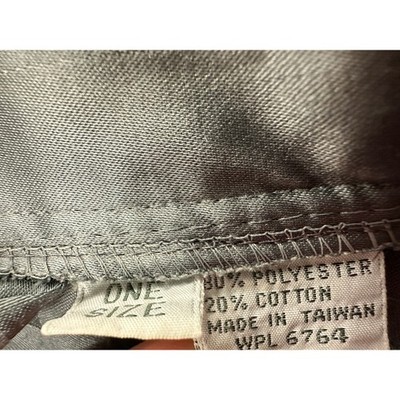 ONE
SIZE
80% POLYESTER
20% COTTON
MADE IN TAIWAN
WPL 6764